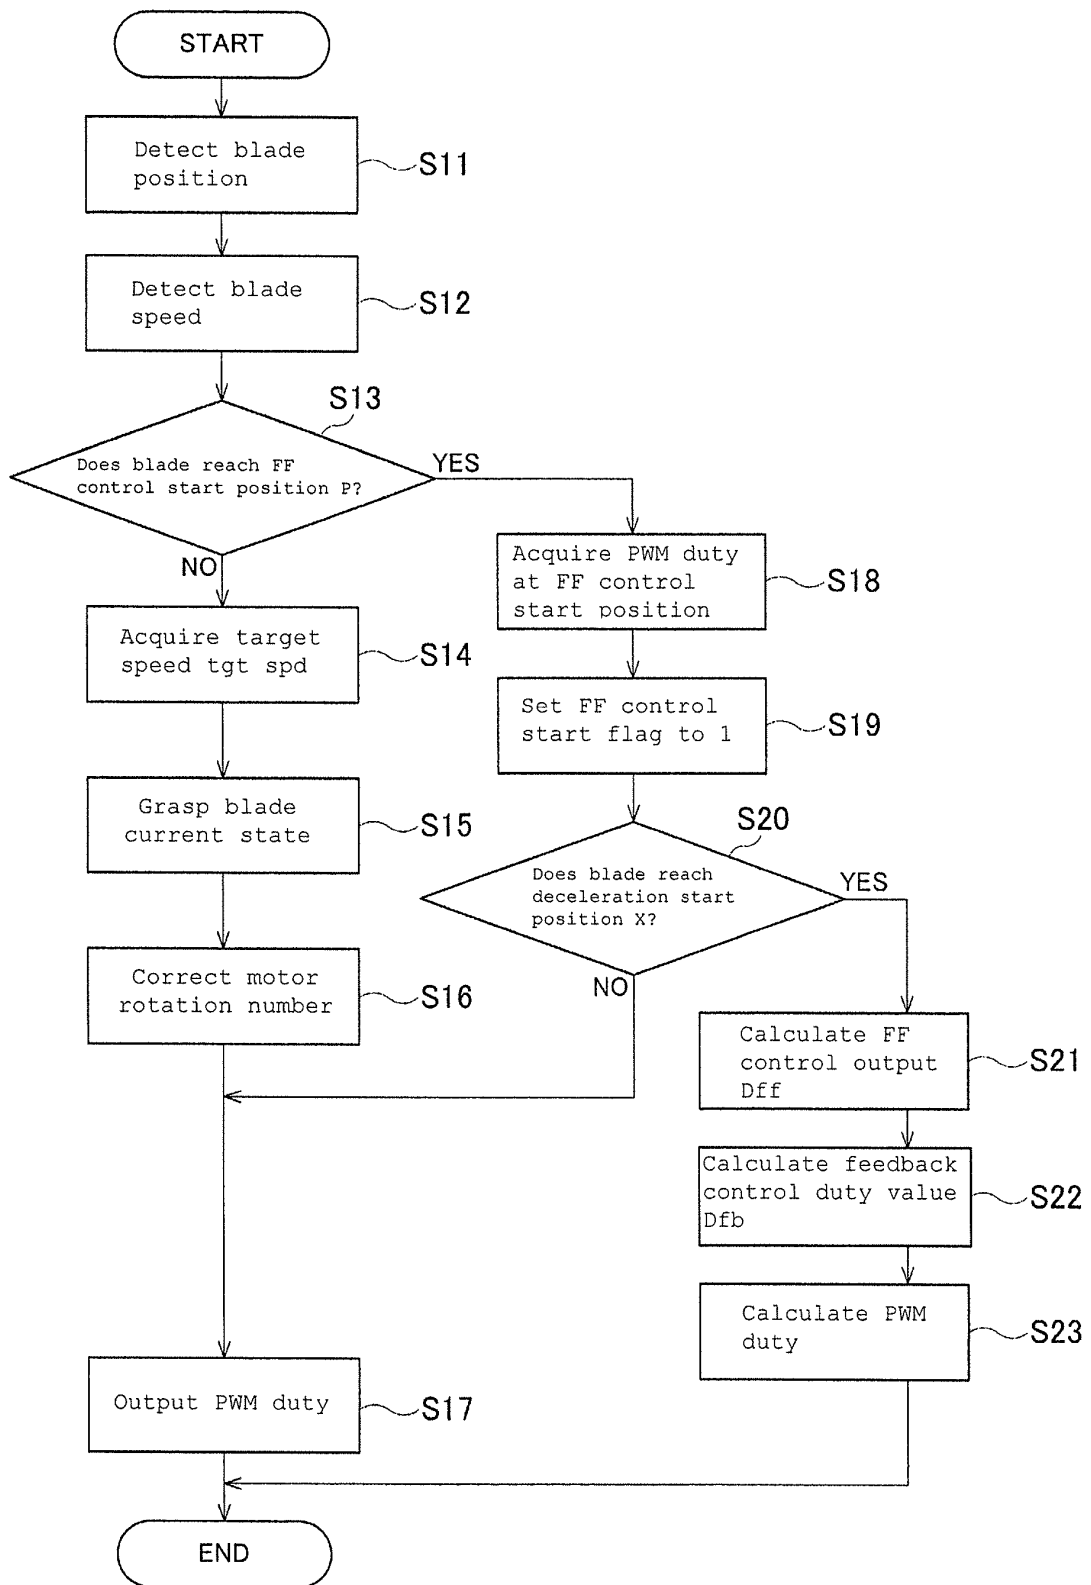 START
Detect blade
position
S11
Detect blade
speed
S12
S13
Does blade reach FF
control start position P?
YES
NO
Acquire target
speed tgt spd
S14
Grasp blade
current state
S15
Correct motor
rotation number
S16
Acquire PWM duty
at FF control
start position
S18
Set FF control
start flag to 1
S19
S20
Does blade reach
deceleration start
position X?
YES
NO
Calculate FF
control output
Dff
S21
Calculate feedback
control duty value
Dfb
S22
Calculate PWM
duty
S23
Output PWM duty
S17
END